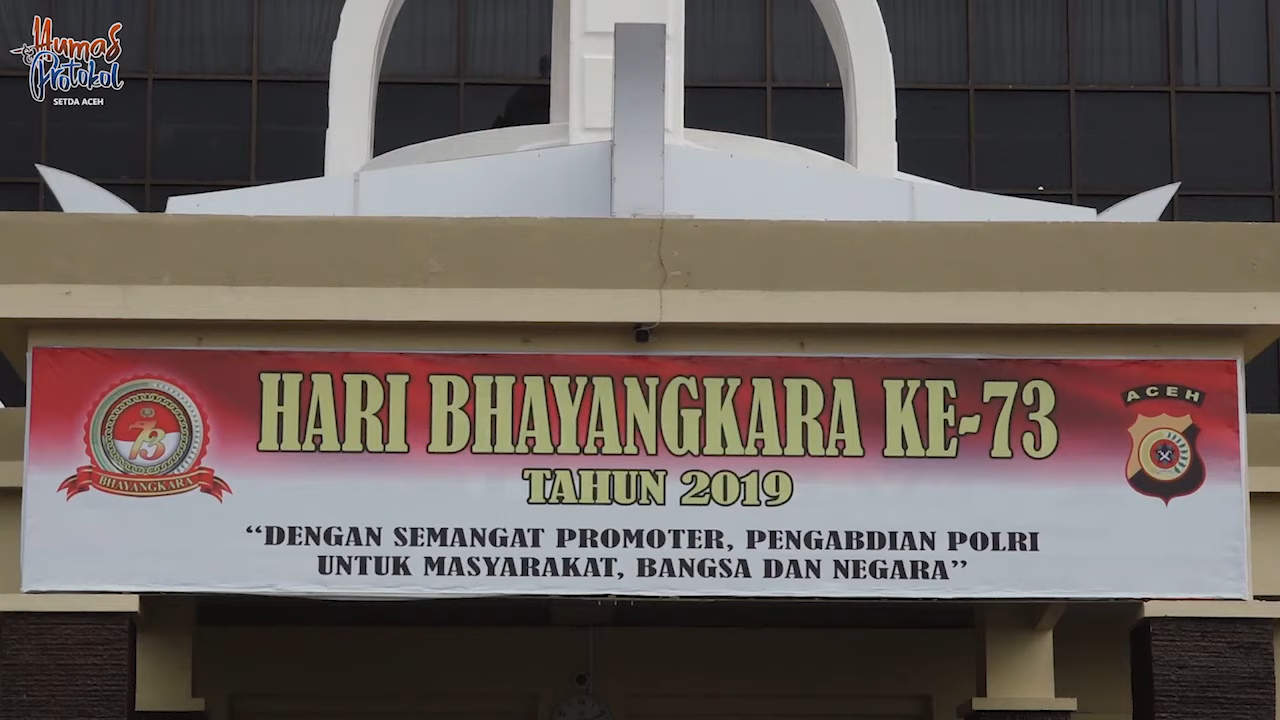 Humas
Protokol
SETDA ACEH
HARI BHAYANGKARA KE-73
TAHUN 2019
"DENGAN SEMANGAT PROMOTER, PENGABDIAN POLRI
UNTUK MASYARAKAT, BANGSA DAN NEGARA"
73
BHAYANGKARA
ACEH